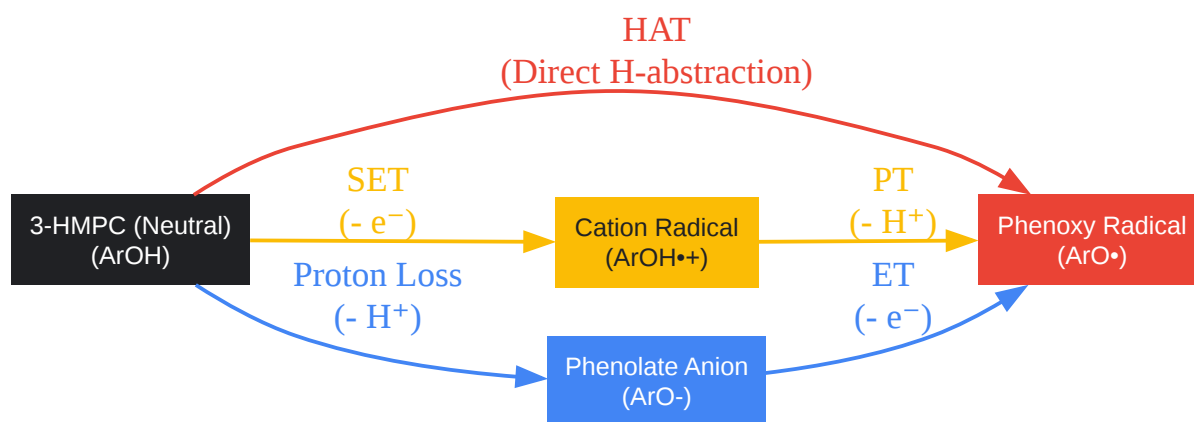 HAT
(Direct H-abstraction)
SET
(- e⁻)
PT
(- H⁺)
3-HMPC (Neutral)
(ArOH)
Cation Radical
(ArOH•+)
Phenoxy Radical
(ArO•)
Proton Loss
(- H⁺)
ET
(- e⁻)
Phenolate Anion
(ArO-)